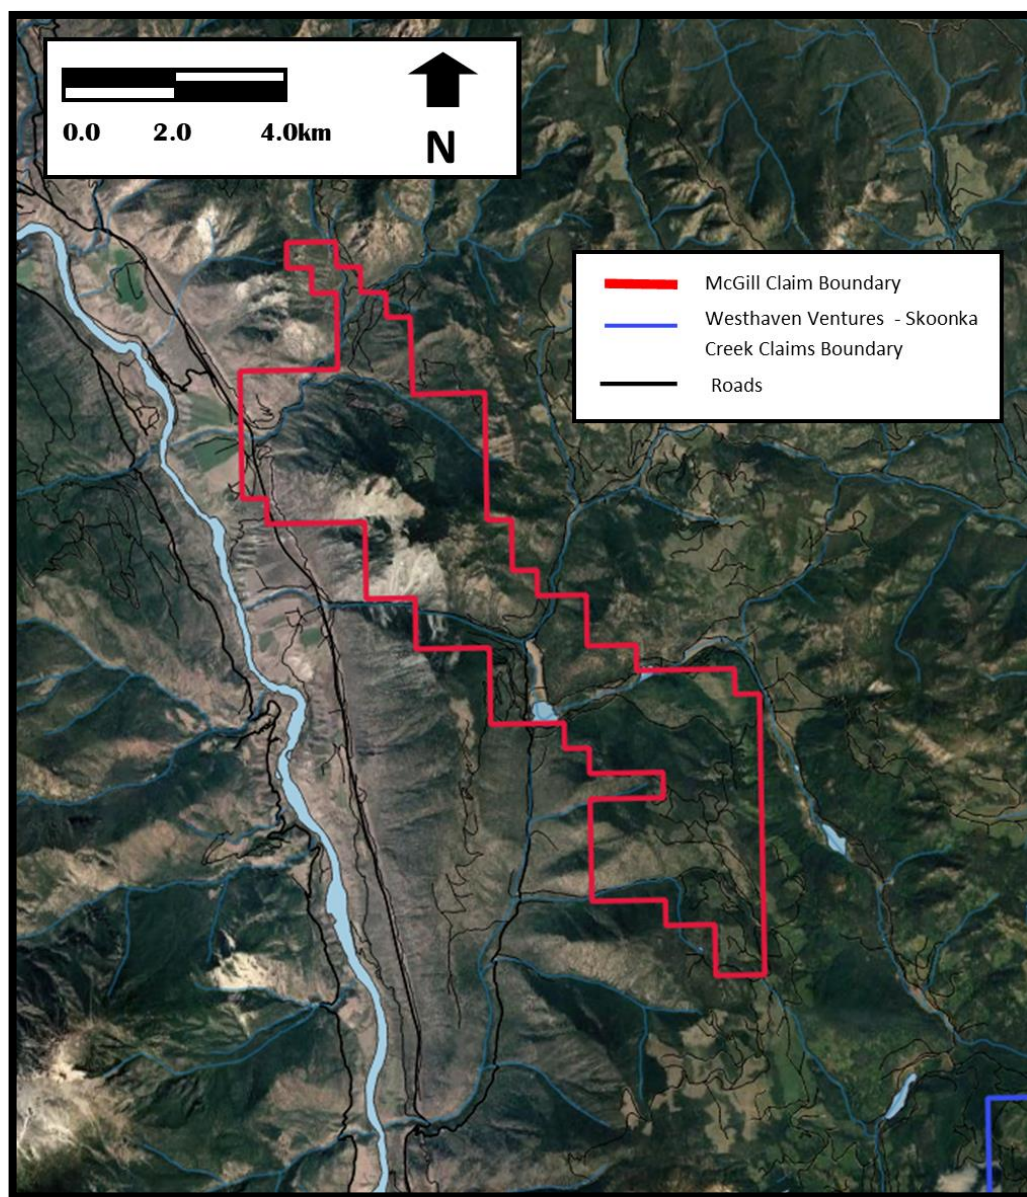 0.0 2.0 4.0km
N
McGill Claim Boundary
Westhaven Ventures - Skoonka
Creek Claims Boundary
Roads